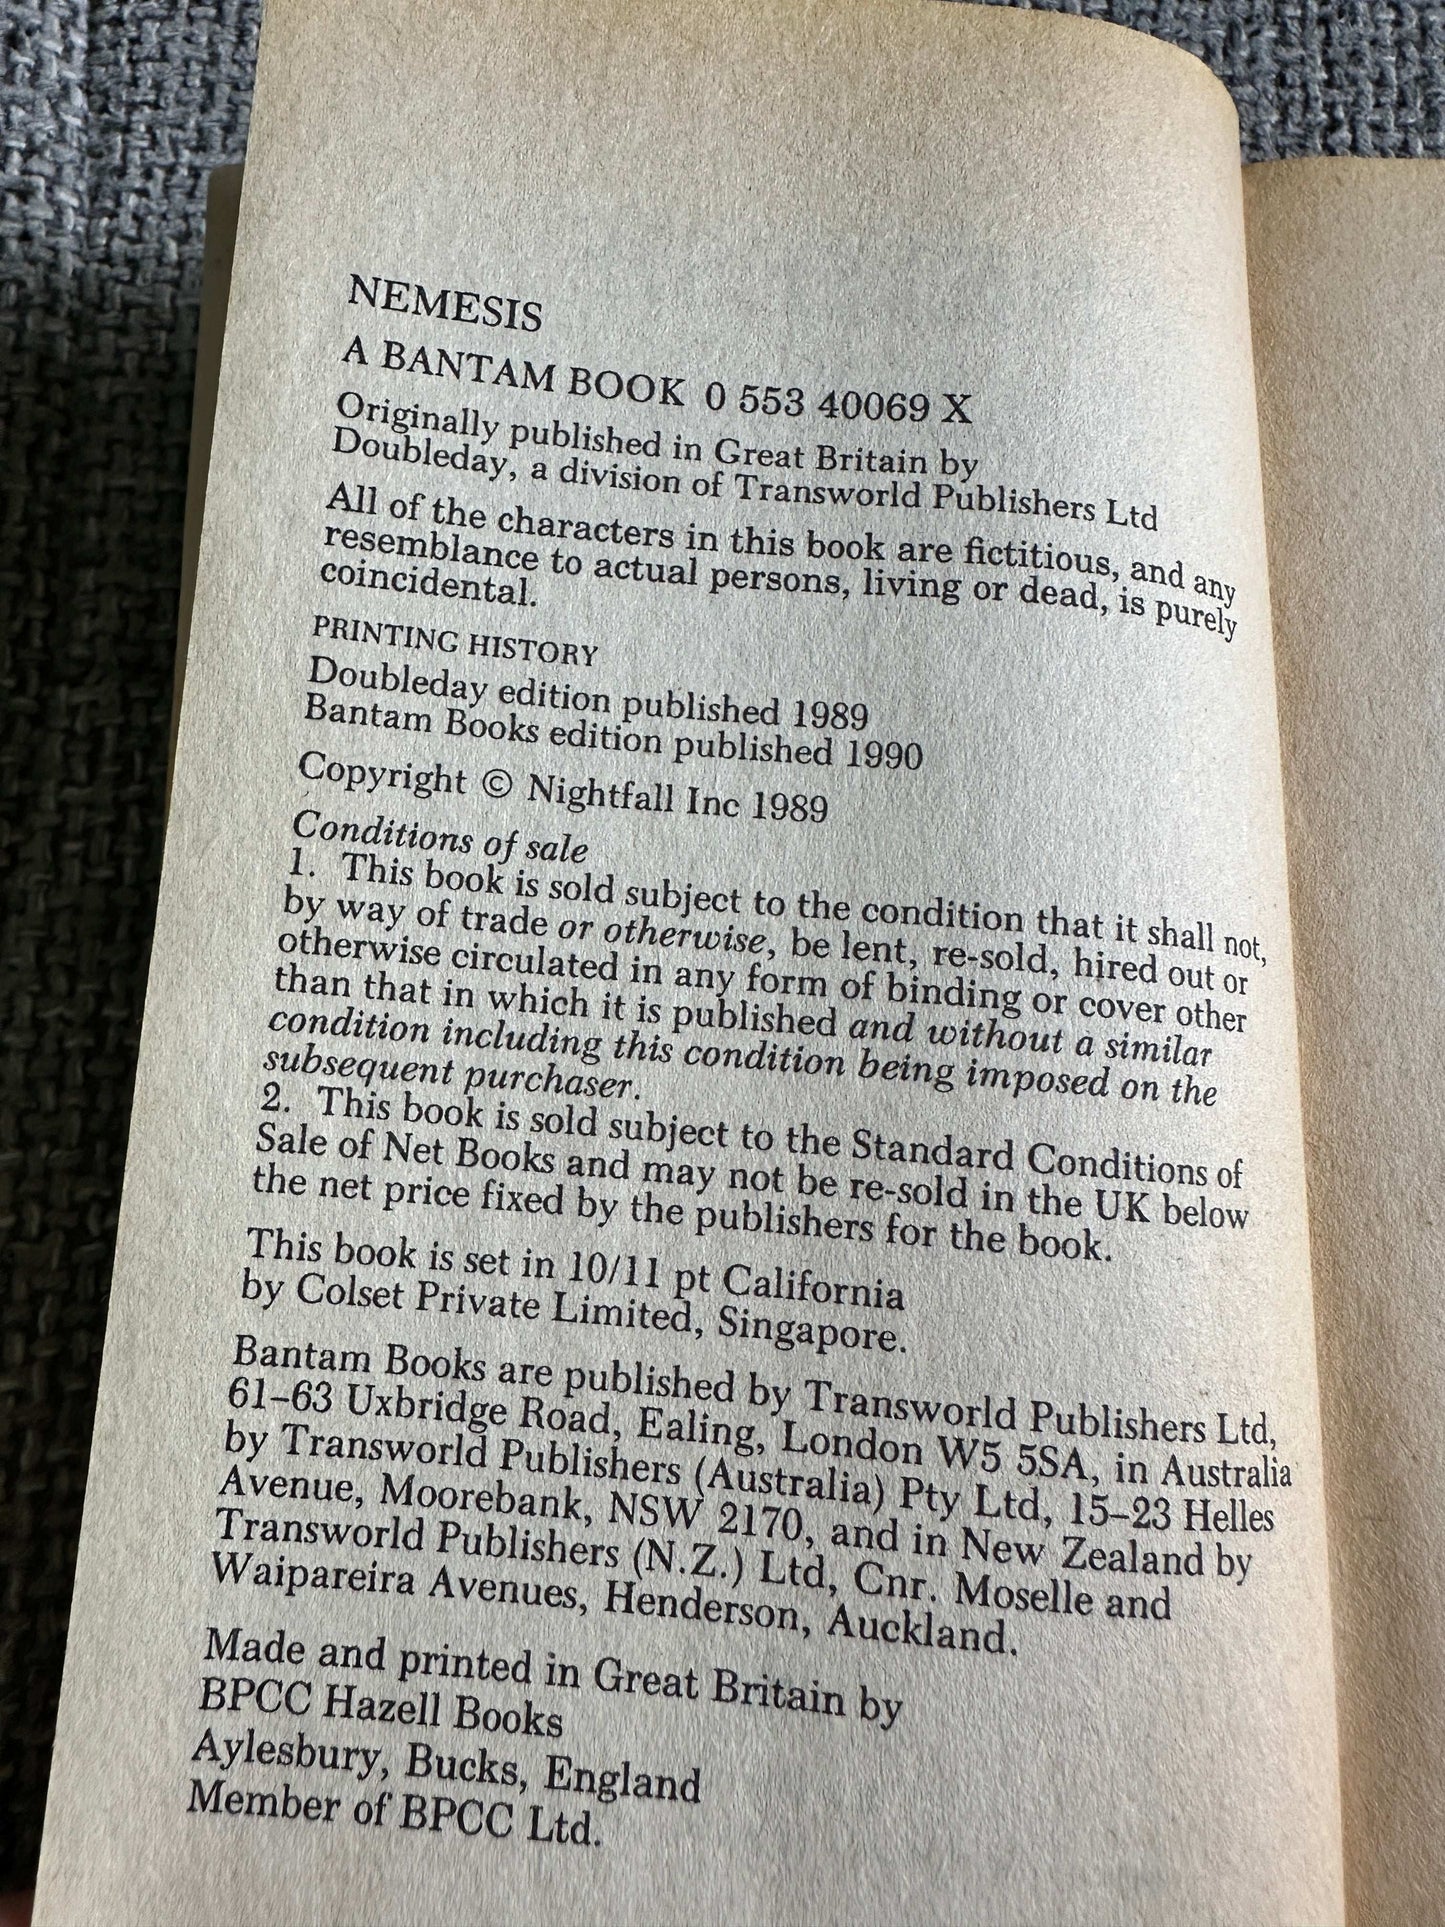 NEMESIS
A BANTAM BOOK 0 553 40069 X
Originally published in Great Britain by
Doubleday, a division of Transworld Publishers Ltd
All of the characters in this book are fictitious, and any
resemblance to actual persons, living or dead, is purely
coincidental.
PRINTING HISTORY
Doubleday edition published 1989
Bantam Books edition published 1990
Copyright © Nightfall Inc 1989
Conditions of sale
1. This book is sold subject to the condition that it shall not,
by way of trade or otherwise, be lent, re-sold, hired out or
otherwise circulated in any form of binding or cover other
than that in which it is published and without a similar
condition including this condition being imposed on the
subsequent purchaser.
2. This book is sold subject to the Standard Conditions of
Sale of Net Books and may not be re-sold in the UK below
the net price fixed by the publishers for the book.
This book is set in 10/11 pt California
by Colset Private Limited, Singapore.
Bantam Books are published by Transworld Publishers Ltd,
61–63 Uxbridge Road, Ealing, London W5 5SA, in Australia
by Transworld Publishers (Australia) Pty Ltd, 15–23 Helles
Avenue, Moorebank, NSW 2170, and in New Zealand by
Transworld Publishers (N.Z.) Ltd, Cnr. Moselle and
Waipareira Avenues, Henderson, Auckland.
Made and printed in Great Britain by
BPCC Hazell Books
Aylesbury, Bucks, England
Member of BPCC Ltd.